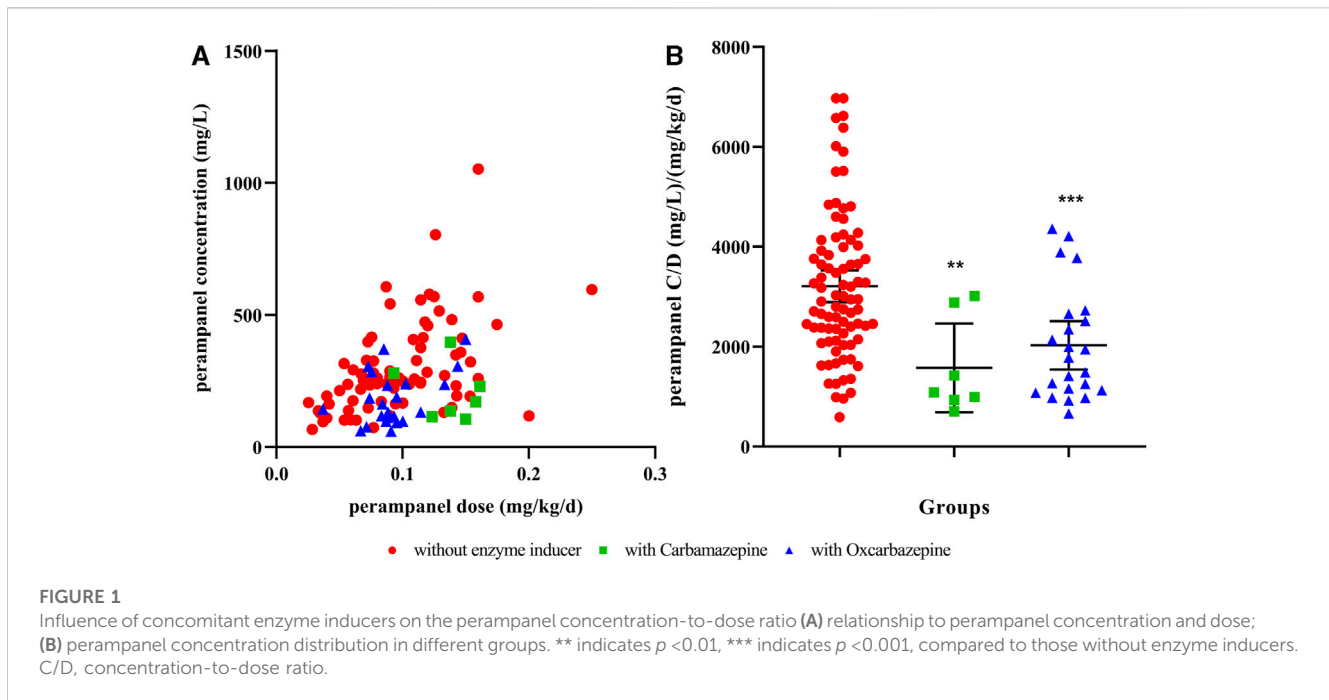 A
1500
1000
500
0
perampanel concentration (mg/L)
0.0
0.1
0.2
0.3
perampanel dose (mg/kg/d)
B
8000
6000
4000
2000
0
perampanel C/D (mg/L)/(mg/kg/d)
**
***
Groups
without enzyme inducer
with Carbamazepine
with Oxcarbazepine
FIGURE 1
Influence of concomitant enzyme inducers on the perampanel concentration-to-dose ratio (A) relationship to perampanel concentration and dose;
(B) perampanel concentration distribution in different groups. ** indicates p <0.01, *** indicates p <0.001, compared to those without enzyme inducers.
C/D, concentration-to-dose ratio.